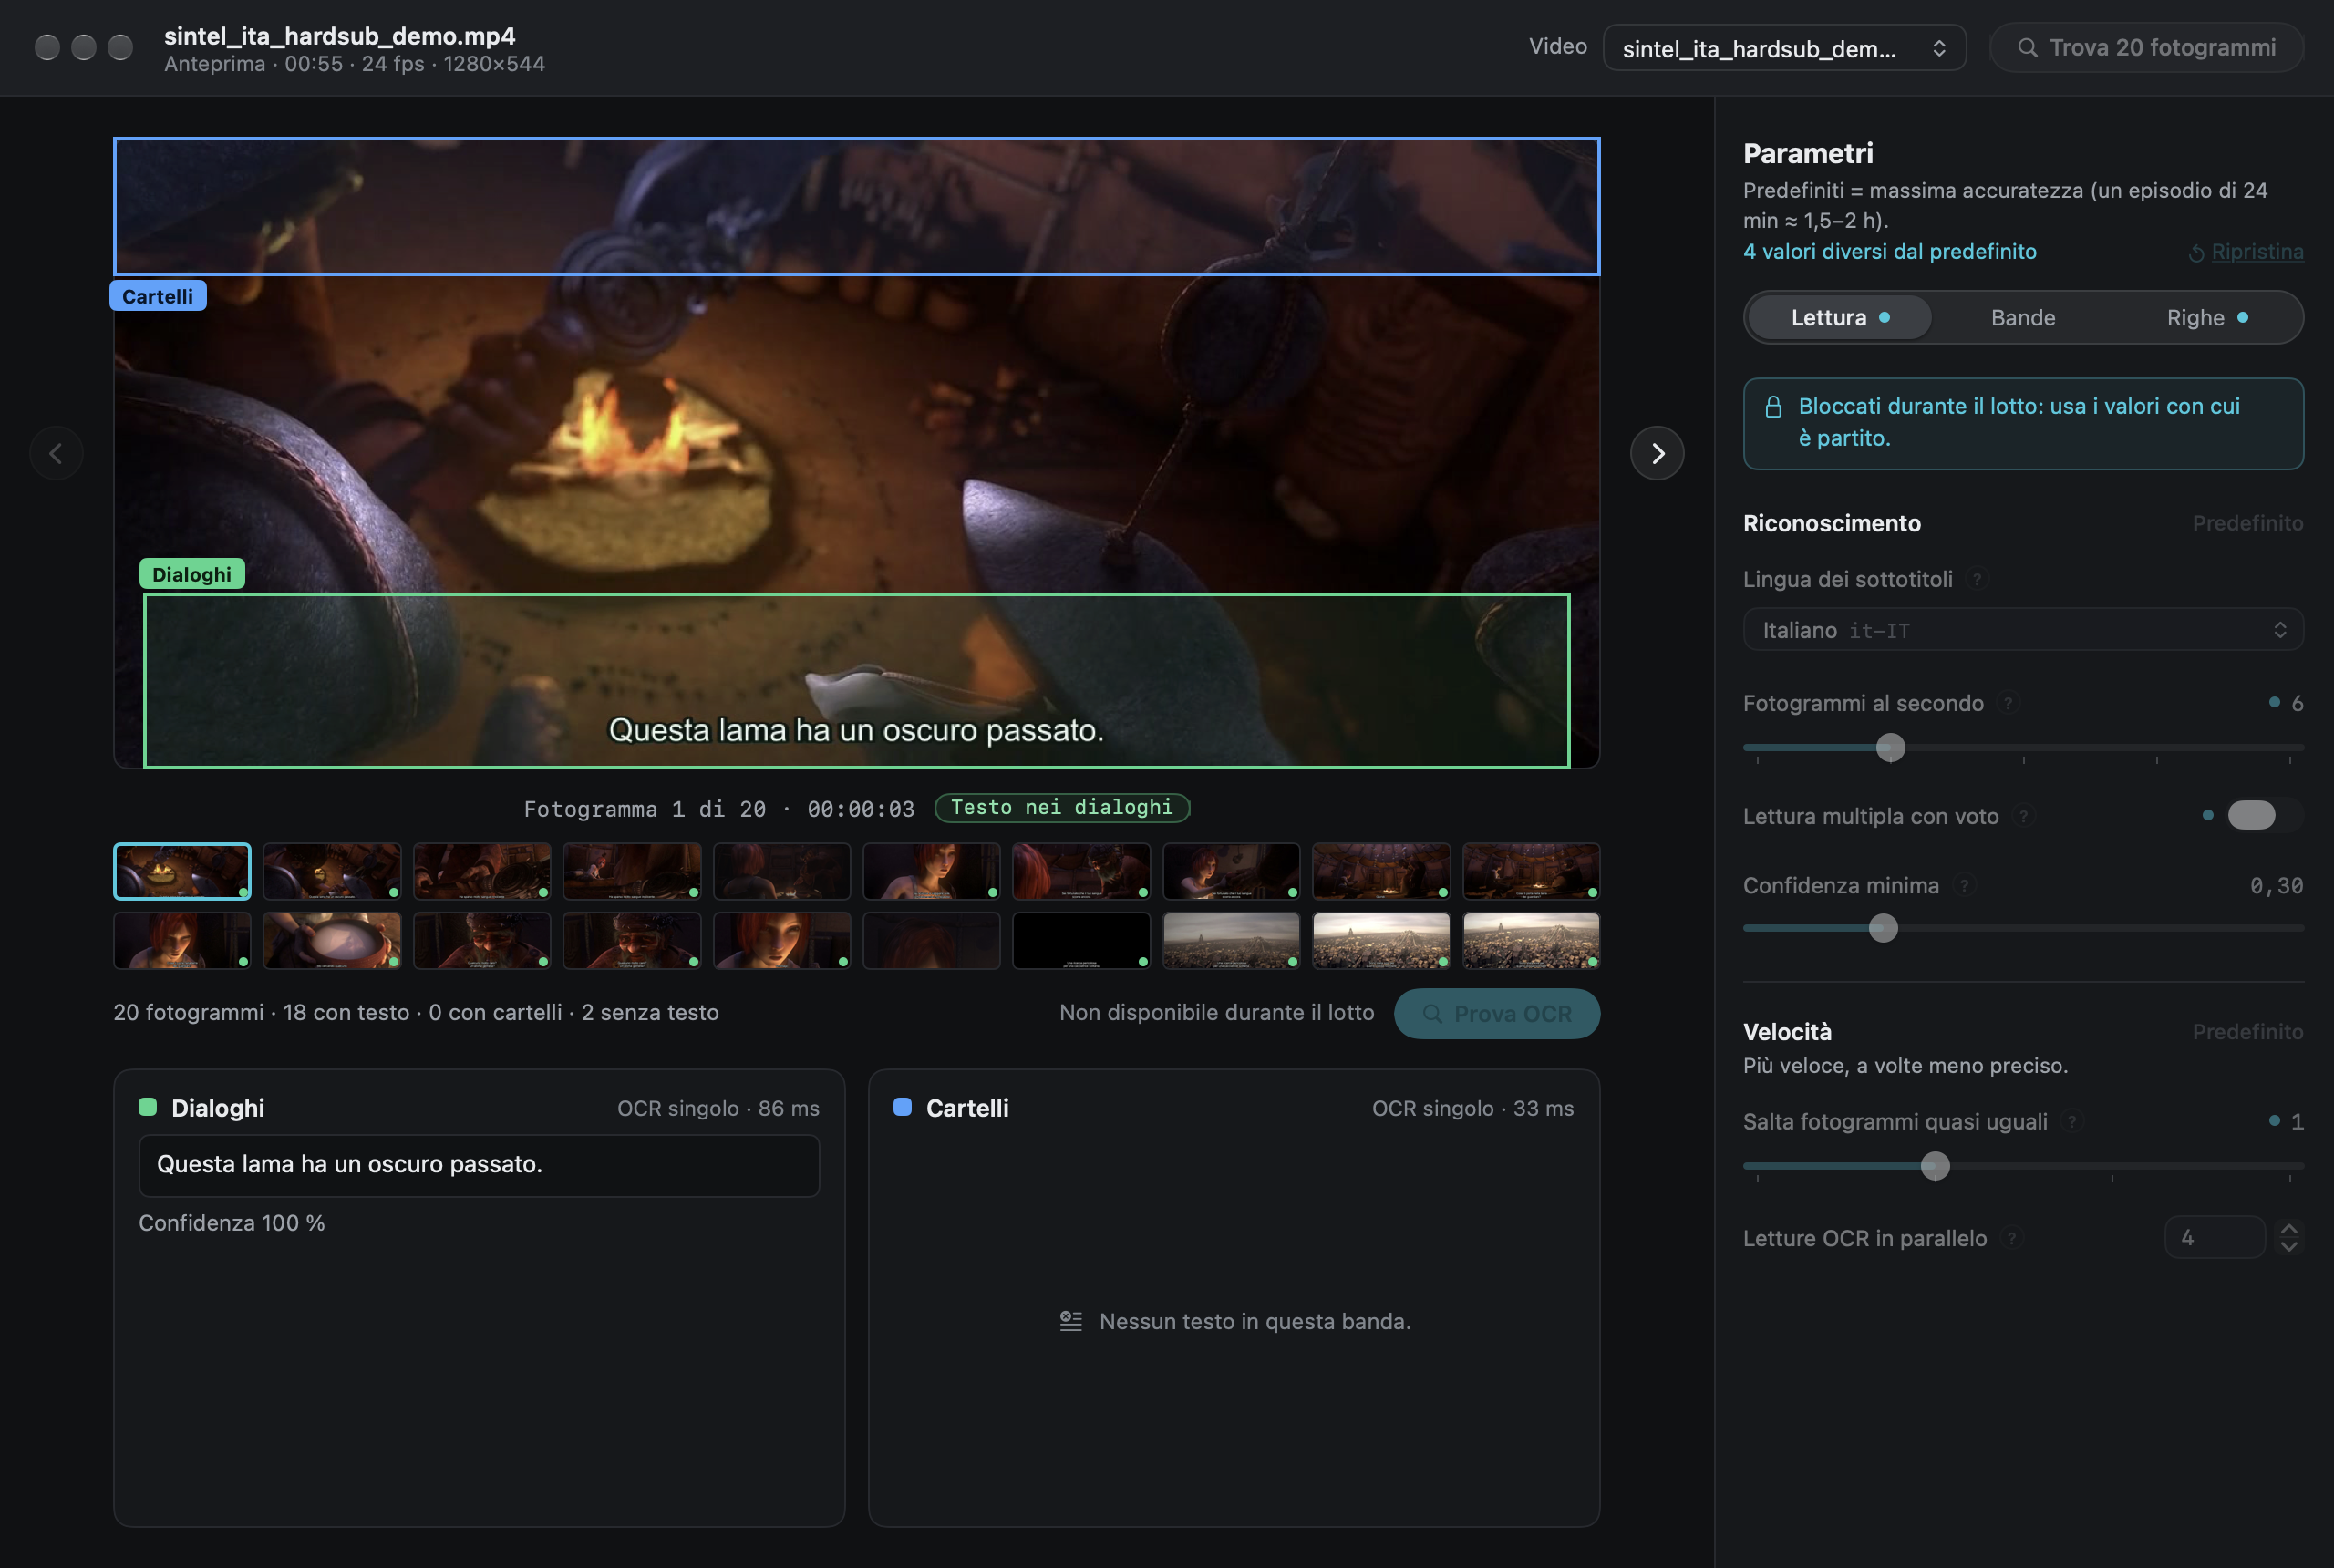 sintel_ita_hardsub_demo.mp4
Anteprima · 00:55 · 24 fps · 1280×544
Video
sintel_ita_hardsub_dem...
Trova 20 fotogrammi
Cartelli
Dialoghi
Questa lama ha un oscuro passato.
Fotogramma 1 di 20 · 00:00:03
Testo nei dialoghi
20 fotogrammi · 18 con testo · 0 con cartelli · 2 senza testo
Non disponibile durante il lotto
Prova OCR
Dialoghi
OCR singolo · 86 ms
Questa lama ha un oscuro passato.
Confidenza 100 %
Cartelli
OCR singolo · 33 ms
Nessun testo in questa banda.
Parametri
Predefiniti = massima accuratezza (un episodio di 24
min ≈ 1,5–2 h).
4 valori diversi dal predefinito
Ripristina
Lettura
Bande
Righe
Bloccati durante il lotto: usa i valori con cui
è partito.
Riconoscimento
Predefinito
Lingua dei sottotitoli ?
Italiano it-IT
Fotogrammi al secondo ?
6
Lettura multipla con voto ?
Confidenza minima ?
0,30
Velocità
Predefinito
Più veloce, a volte meno preciso.
Salta fotogrammi quasi uguali ?
1
Letture OCR in parallelo ?
4